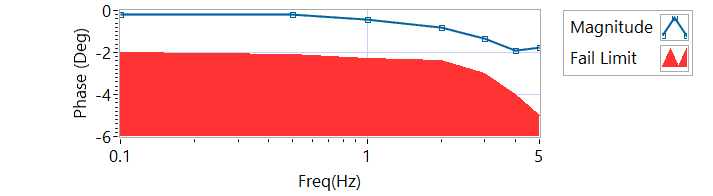 0
-2
-4
-6
Phase (Deg)
0.1
1
5
Freq(Hz)
Magnitude
Fail Limit